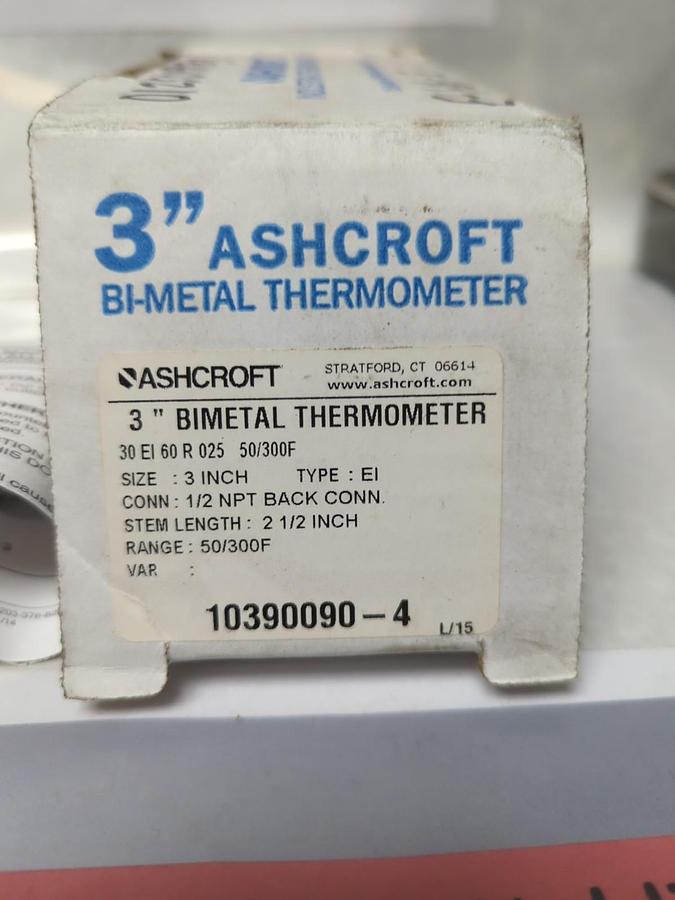 3” ASHCROFT
BI-METAL THERMOMETER
ASHCROFT
STRATFORD, CT 06614
www.ashcroft.com
3 " BIMETAL THERMOMETER
30 EI 60 R 025 50/300F
SIZE : 3 INCH TYPE : EI
CONN : 1/2 NPT BACK CONN.
STEM LENGTH : 2 1/2 INCH
RANGE : 50/300F
VAR :
10390090-4
L/15